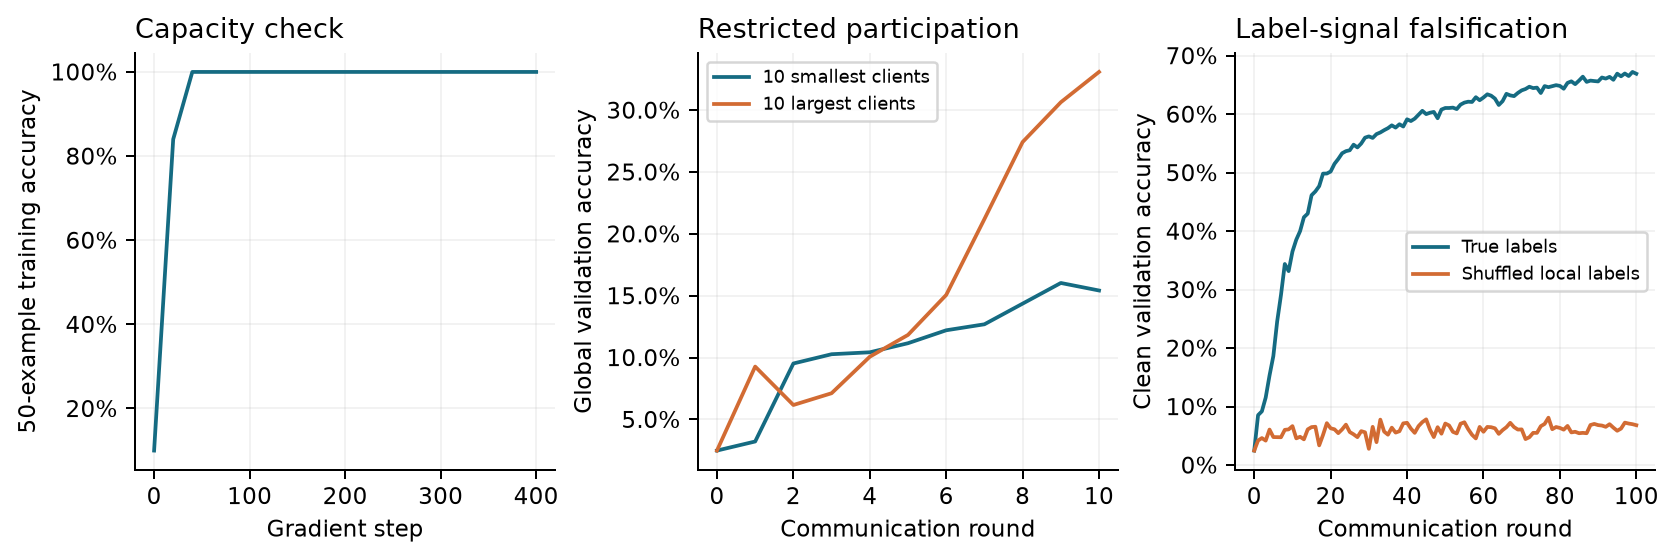 Capacity check
50-example training accuracy
100%
80%
60%
40%
20%
0 100 200 300 400
Gradient step
Restricted participation
Global validation accuracy
10 smallest clients
10 largest clients
30.0%
25.0%
20.0%
15.0%
10.0%
5.0%
0 2 4 6 8 10
Communication round
Label-signal falsification
Clean validation accuracy
70%
60%
50%
40%
30%
20%
10%
0%
True labels
Shuffled local labels
0 20 40 60 80 100
Communication round